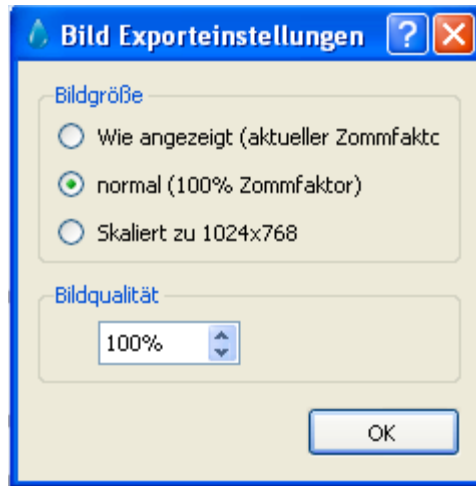 Bild Exporteinstellungen
Bildgröße
Wie angezeigt (aktueller Zommfaktc
normal (100% Zommfaktor)
Skaliert zu 1024x768
Bildqualität
100%
OK